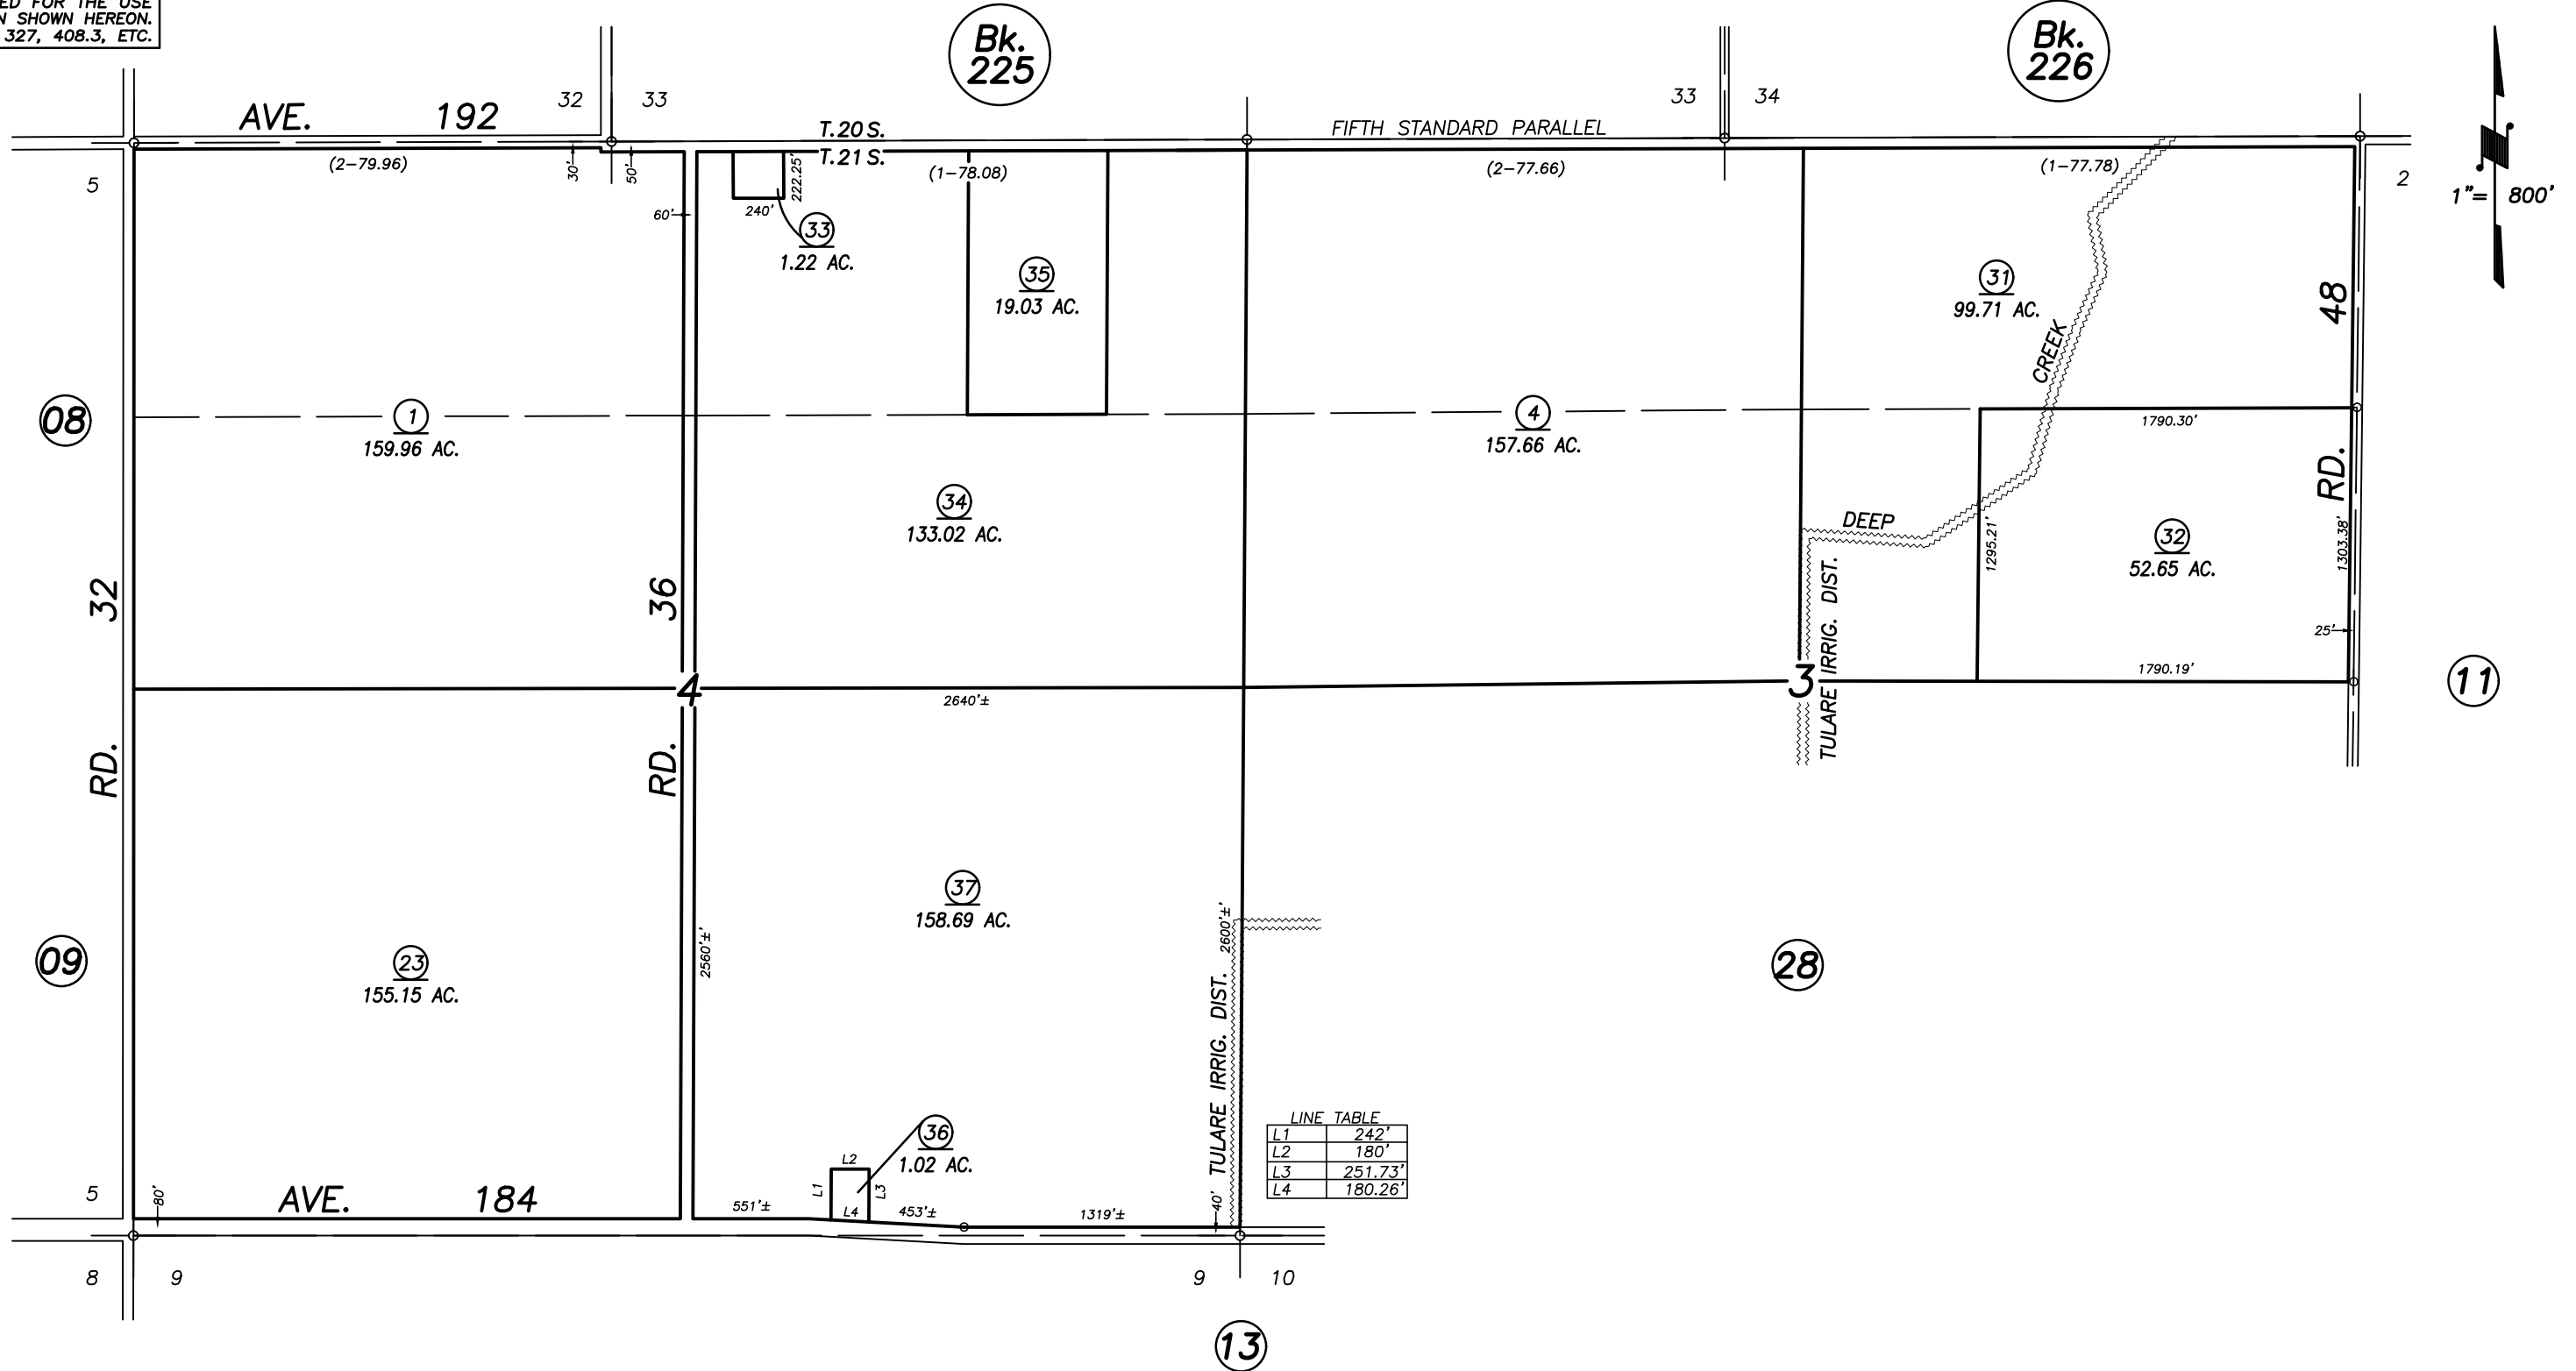 ED FOR THE USE
N SHOWN HEREON.
327, 408.3, ETC.
Bk.
225
Bk.
226
AVE. 192
32
33
T.20 S.
T.21 S.
FIFTH STANDARD PARALLEL
33
34
1"= 800'
5
(2-79.96)
30'
50'
60'
240'
222.25'
33
1.22 AC.
(1-78.08)
35
19.03 AC.
(2-77.66)
(1-77.78)
2
31
99.71 AC.
CREEK
48
RD.
08
1
159.96 AC.
34
133.02 AC.
4
157.66 AC.
1790.30'
DEEP
1295.21'
32
52.65 AC.
1303.38'
25'
1790.19'
32
RD.
36
RD.
4
2640'±
3
TULARE IRRIG. DIST.
11
09
23
155.15 AC.
2560'±'
37
158.69 AC.
2600'±'
TULARE IRRIG. DIST.
28
36
1.02 AC.
L1
L2
L3
L4
LINE TABLE
L1 242'
L2 180'
L3 251.73'
L4 180.26'
5
80'
AVE. 184
551'±
453'±
1319'±
40'
8
9
9
10
13